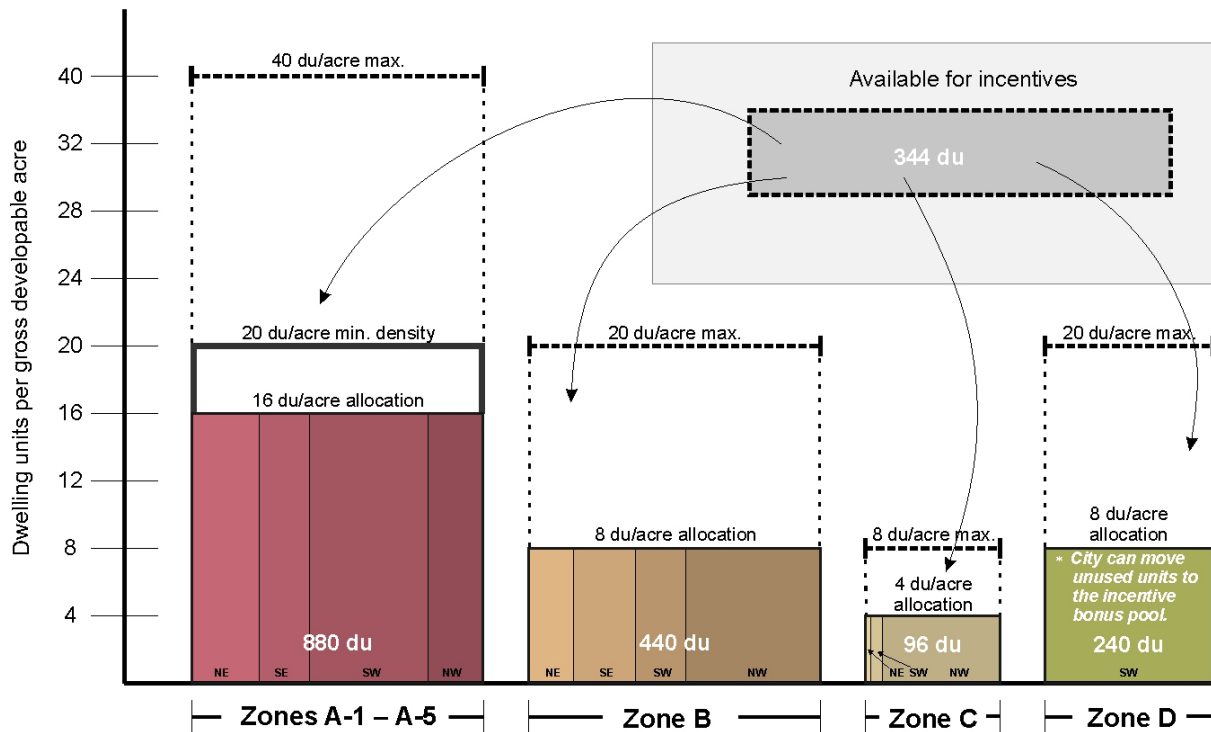 40 du/acre max.
Available for incentives
344 du
Dwelling units per gross developable acre
40
32
28
24
20
16
12
8
4
20 du/acre min. density
16 du/acre allocation
880 du
NE
SE
SW
NW
20 du/acre max.
8 du/acre allocation
440 du
NE
SE
SW
NW
8 du/acre max.
4 du/acre
allocation
96 du
NE
SW
NW
20 du/acre max
8 du/acre
allocation
* City can move
unused units to
the incentive
bonus pool.
240 du
SW
Zones A-1 – A-5
Zone B
Zone C
Zone D